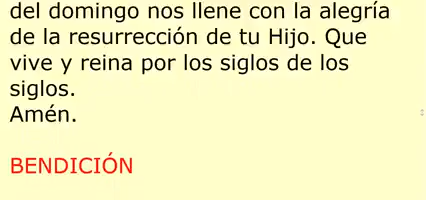 del domingo nos llene con la alegría
de la resurrección de tu Hijo. Que
vive y reina por los siglos de los
siglos.
Amén.
BENDICIÓN